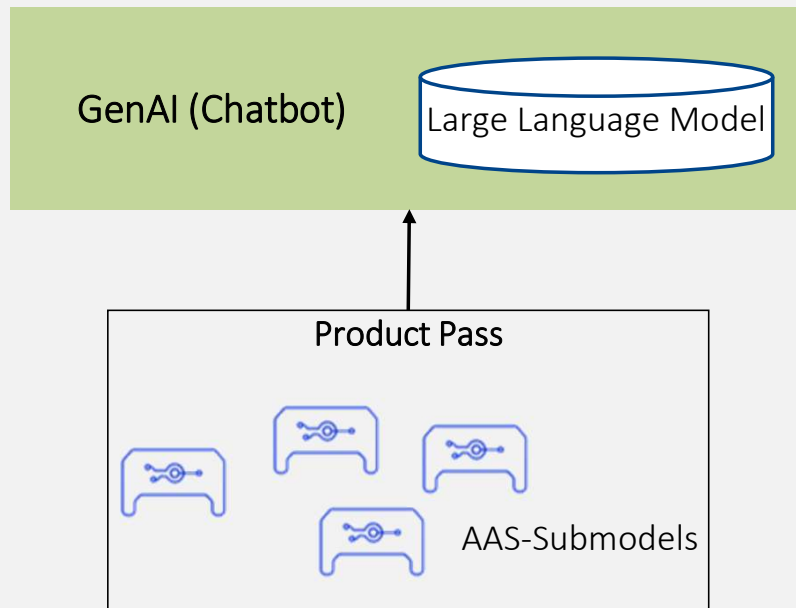 GenAI (Chatbot)
Large Language Model
Product Pass
AAS-Submodels